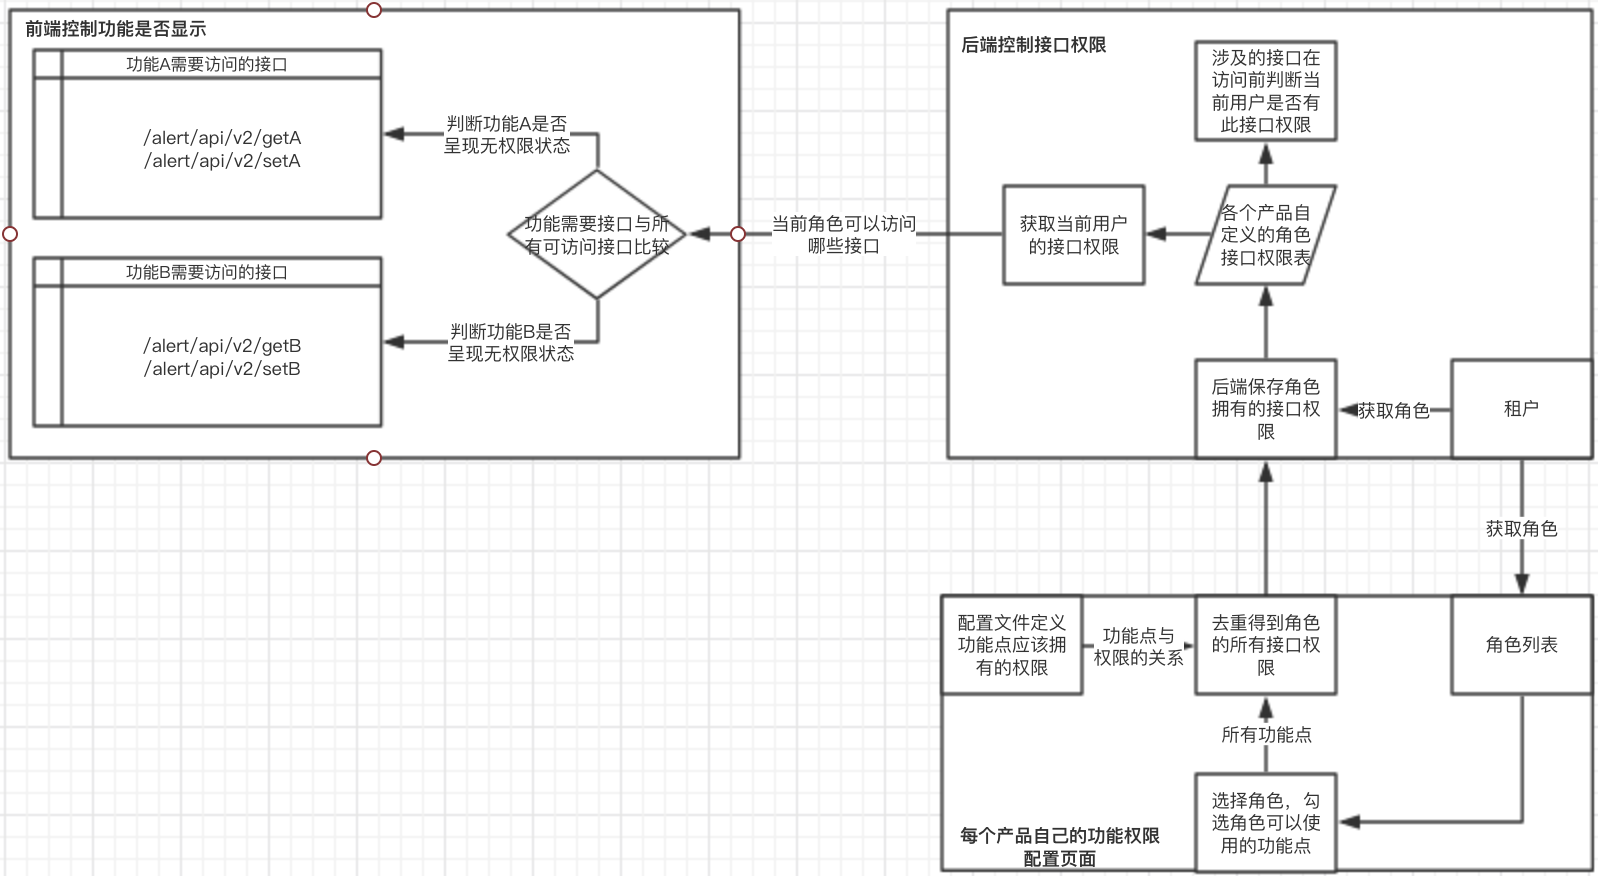 前端控制功能是否显示
功能A需要访问的接口
/alert/api/v2/getA
/alert/api/v2/setA
判断功能A是否
呈现无权限状态
功能需要接口与所
有可访问接口比较
功能B需要访问的接口
/alert/api/v2/getB
/alert/api/v2/setB
判断功能B是否
呈现无权限状态
当前角色可以访问
哪些接口
后端控制接口权限
涉及的接口在
访问前判断当
前用户是否有
此接口权限
获取当前用户
的接口权限
各个产品自
定义的角色
接口权限表
后端保存角色
拥有的接口权
限
获取角色
租户
获取角色
配置文件定义
功能点应该拥
有的权限
功能点与
权限的关系
去重得到角色
的所有接口权
限
角色列表
所有功能点
选择角色，勾
选角色可以使
用的功能点
每个产品自己的功能权限
配置页面